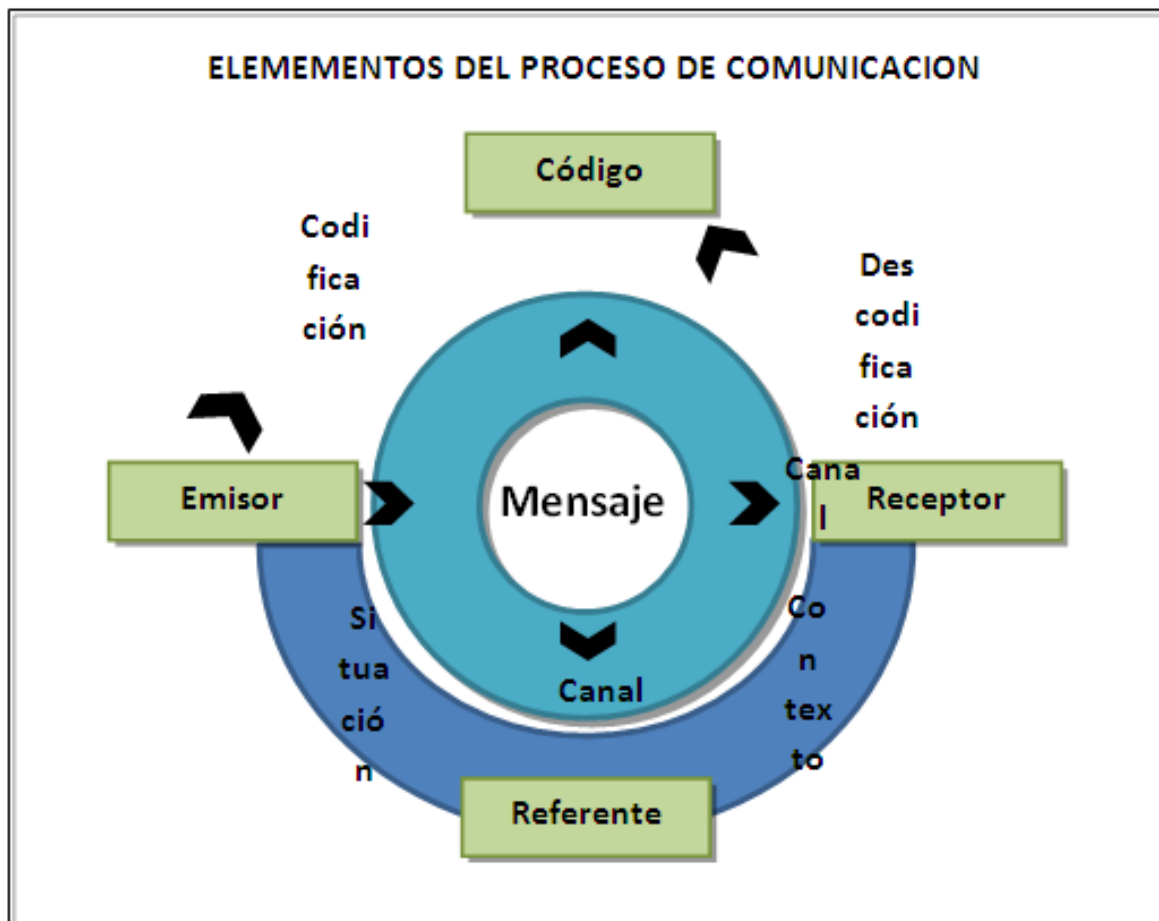 ELEMEMENTOS DEL PROCESO DE COMUNICACION
Código
Codi
fica
ción
Des
codi
fica
ción
Emisor
Mensaje
Cana
l
Receptor
Si
tua
ció
n
Canal
Co
n
tex
to
Referente